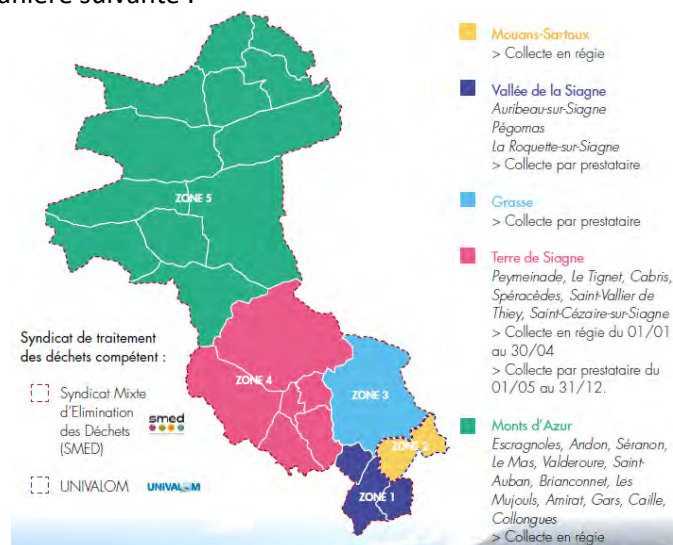 anière suivante :
Mouans-Sartoux
> Collecte en régie
Vallée de la Siagne
Auribeau-sur-Siagne
Pégomas
La Roquette-sur-Siagne
> Collecte par prestataire
Grasse
> Collecte par prestataire
Terre de Siagne
Peymeinade, Le Tignet, Cabris,
Spéracèdes, Saint-Vallier de
Thiey, Saint-Cézaire-sur-Siagne
> Collecte en régie du 01/01
au 30/04
> Collecte par prestataire du
01/05 au 31/12.
Monts d'Azur
Escragnoles, Andon, Séranon,
Le Mas, Valderoure, Saint-
Auban, Brianconnet, Les
Mujouls, Amirat, Gars, Caille,
Collongues
> Collecte en régie
ZONE 5
ZONE 4
ZONE 3
ZONE 2
ZONE 1
Syndicat de traitement
des déchets compétent :
Syndicat Mixte
d'Elimination
des Déchets
(SMED)
smed
UNIVALOM
UNIVALOM